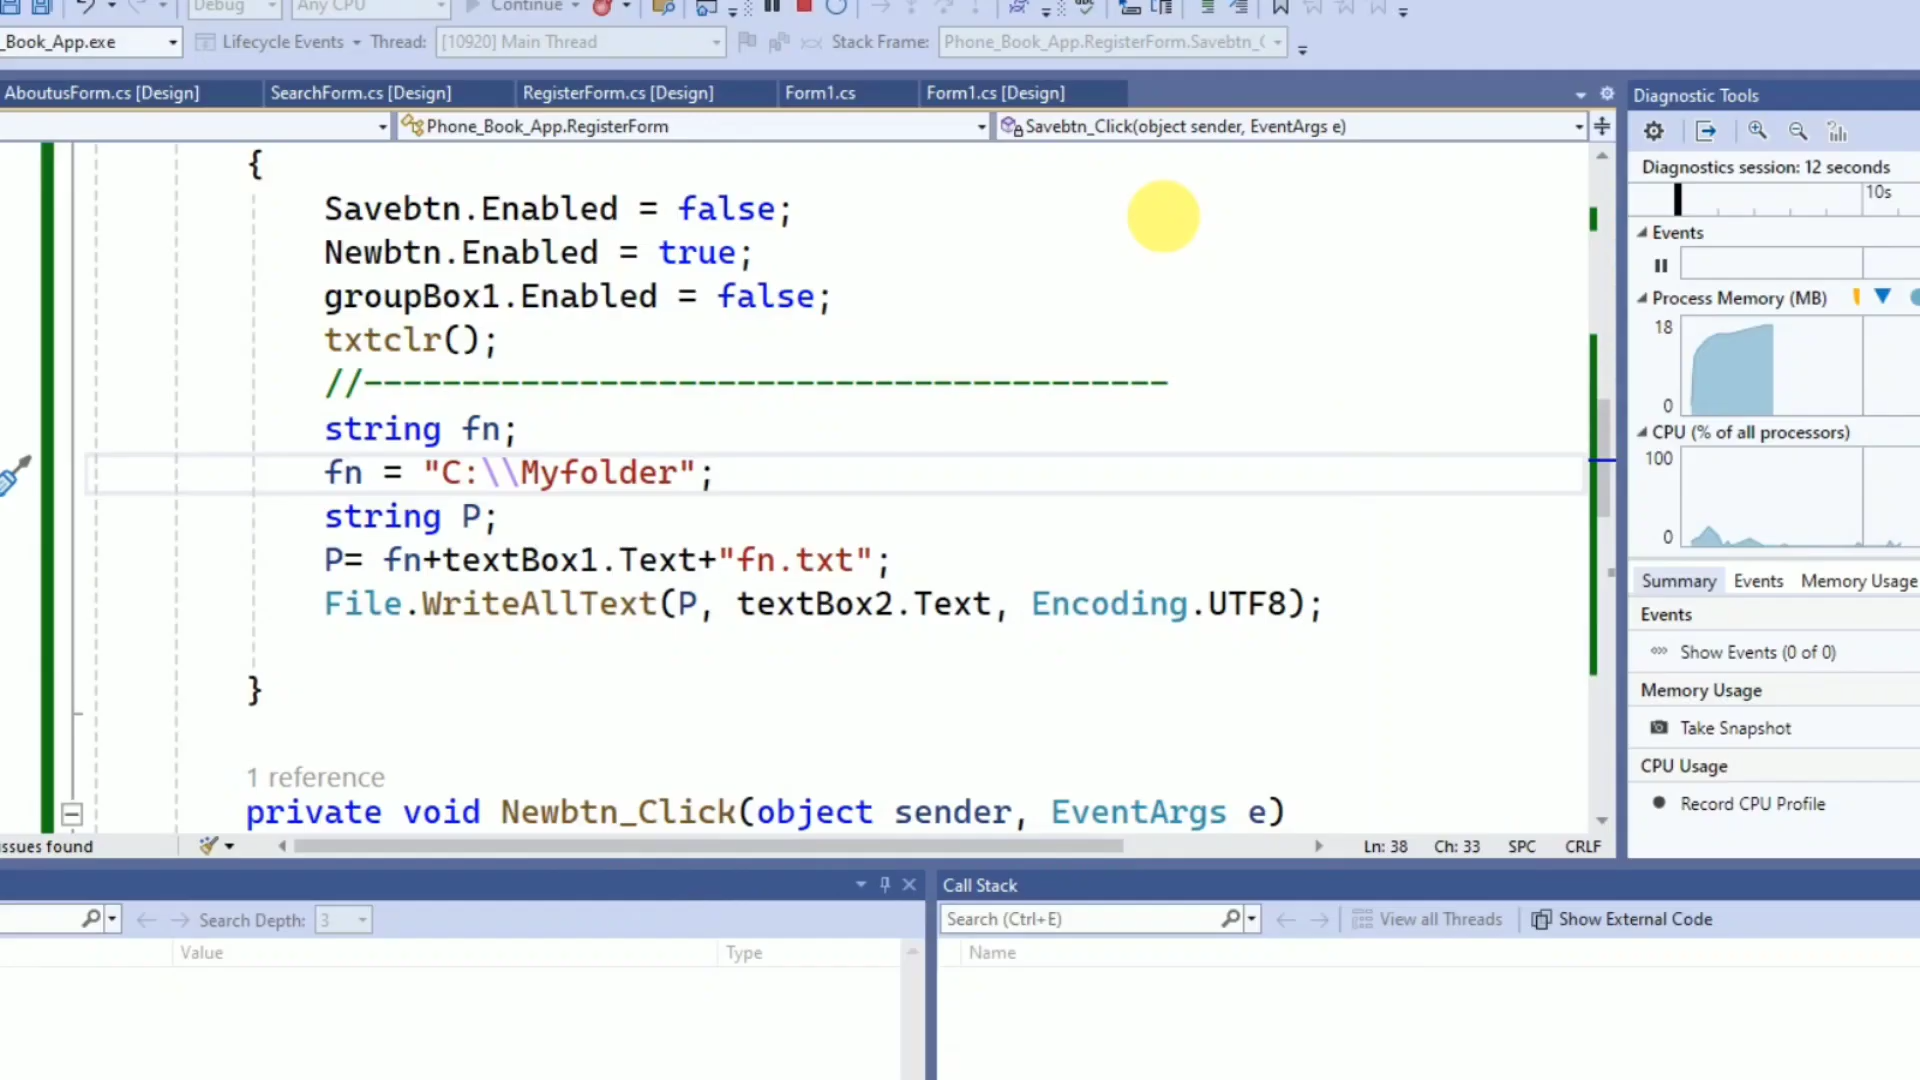 Debug Any CPU Continue
_Book_App.exe Lifecycle Events Thread: [10920] Main Thread Stack Frame: Phone_Book_App.RegisterForm.Savebtn_
AboutusForm.cs [Design] SearchForm.cs [Design] RegisterForm.cs [Design] Form1.cs Form1.cs [Design]
Phone_Book_App.RegisterForm Savebtn_Click(object sender, EventArgs e)
{
Savebtn.Enabled = false;
Newbtn.Enabled = true;
groupBox1.Enabled = false;
txtclr();
//-----------------------------------------
string fn;
fn = "C:\\Myfolder";
string P;
P= fn+textBox1.Text+"fn.txt";
File.WriteAllText(P, textBox2.Text, Encoding.UTF8);
}
1 reference
private void Newbtn_Click(object sender, EventArgs e)
ssues found Ln: 38 Ch: 33 SPC CRLF
Diagnostic Tools
Diagnostics session: 12 seconds
10s
Events
Process Memory (MB)
18
0
CPU (% of all processors)
100
0
Summary Events Memory Usage
Events
Show Events (0 of 0)
Memory Usage
Take Snapshot
CPU Usage
Record CPU Profile
Search Depth: 3
Value Type
Call Stack
Search (Ctrl+E) View all Threads Show External Code
Name